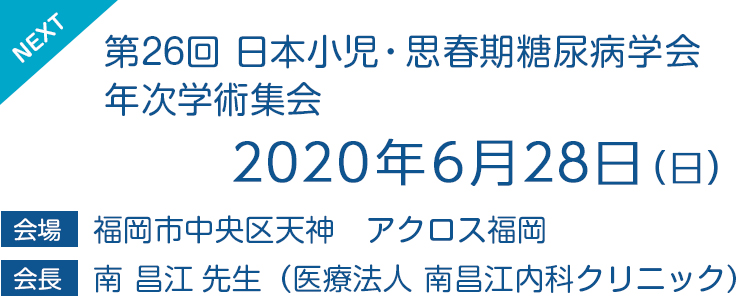 NEXT
第26回 日本小児・思春期糖尿病学会
年次学術集会
2020年6月28日(日)
会場 福岡市中央区天神　アクロス福岡
会長 南 昌江 先生（医療法人 南昌江内科クリニック）